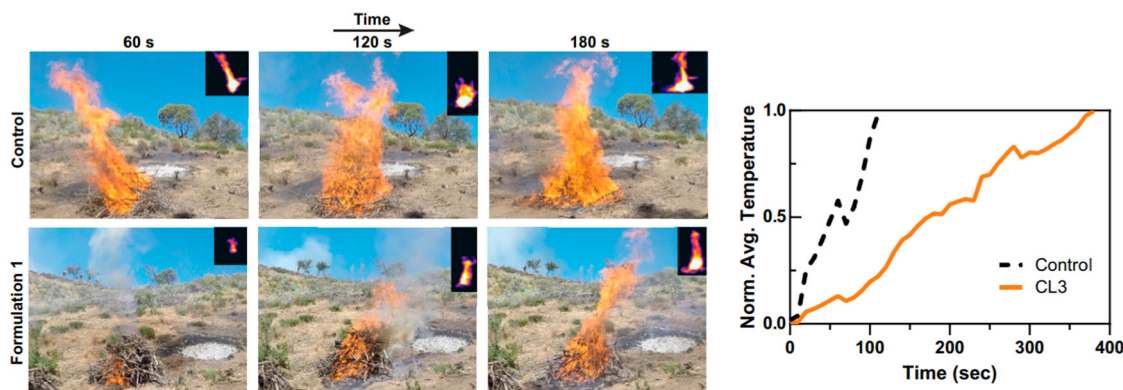 Time
60 s
120 s
180 s
Control
Formulation 1
Norm. Avg. Temperature
1.0
0.5
0.0
Control
CL3
0
100
200
300
400
Time (sec)